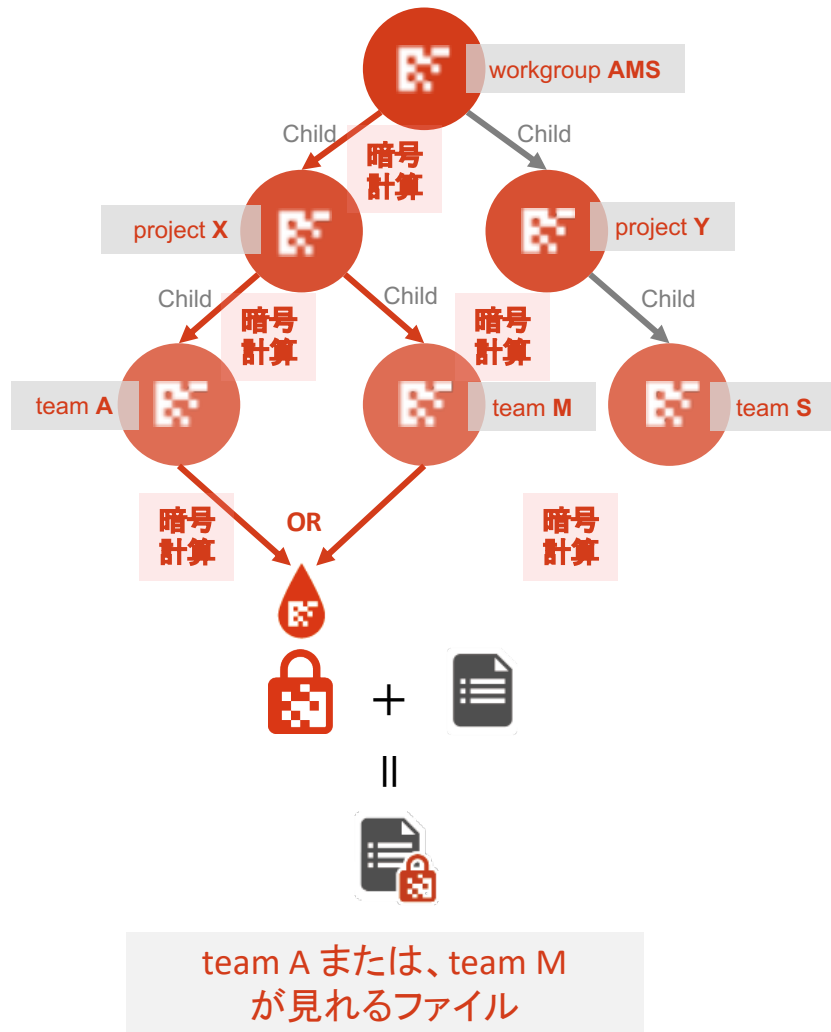 workgroup AMS
Child
Child
暗号
計算
project X
project Y
Child
Child
Child
暗号
計算
暗号
計算
team A
team M
team S
暗号
計算
OR
暗号
計算
+
=
team A または、team M
が見れるファイル